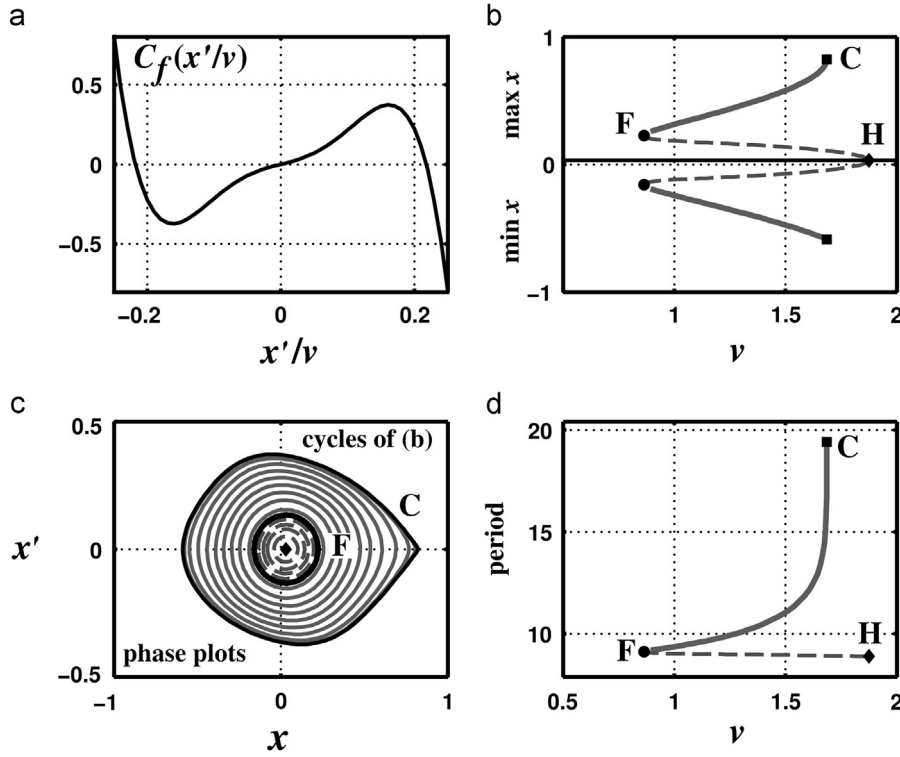 a
C_f(x'/v)
0.5
0
−0.5
−0.2
0
0.2
x'/v
b
1
max x
0
min x
−1
F
C
H
1
1.5
2
v
c
0.5
x'
0
−0.5
cycles of (b)
C
F
phase plots
−1
0
1
x
d
20
period
15
10
C
F
H
0.5
1
1.5
2
v